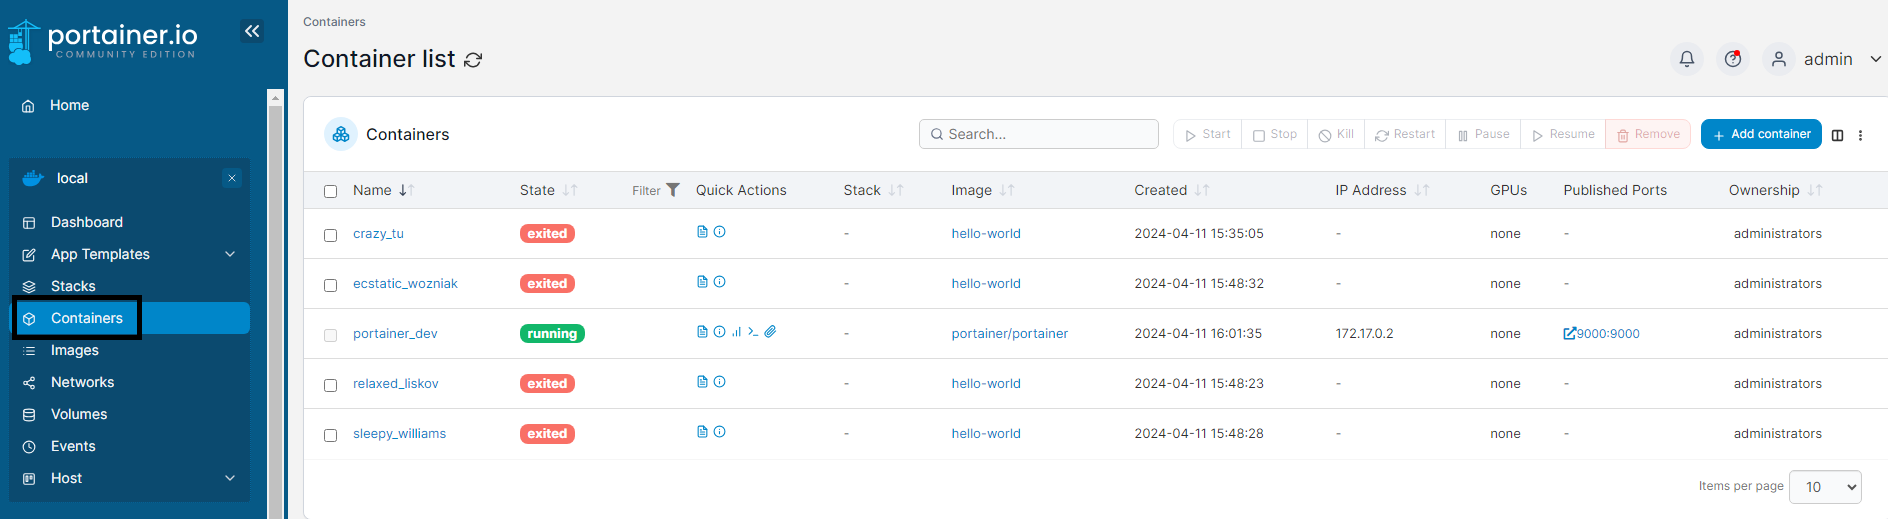 portainer.io
COMMUNITY EDITION
Home
local
Dashboard
App Templates
Stacks
Containers
Images
Networks
Volumes
Events
Host
Containers
Container list
admin
Containers
Search...
Start Stop Kill Restart Pause Resume Remove + Add container
Name State Filter Quick Actions Stack Image Created IP Address GPUs Published Ports Ownership
crazy_tu exited - hello-world 2024-04-11 15:35:05 - none - administrators
ecstatic_wozniak exited - hello-world 2024-04-11 15:48:32 - none - administrators
portainer_dev running - portainer/portainer 2024-04-11 16:01:35 172.17.0.2 none 9000:9000 administrators
relaxed_liskov exited - hello-world 2024-04-11 15:48:23 - none - administrators
sleepy_williams exited - hello-world 2024-04-11 15:48:28 - none - administrators
Items per page 10